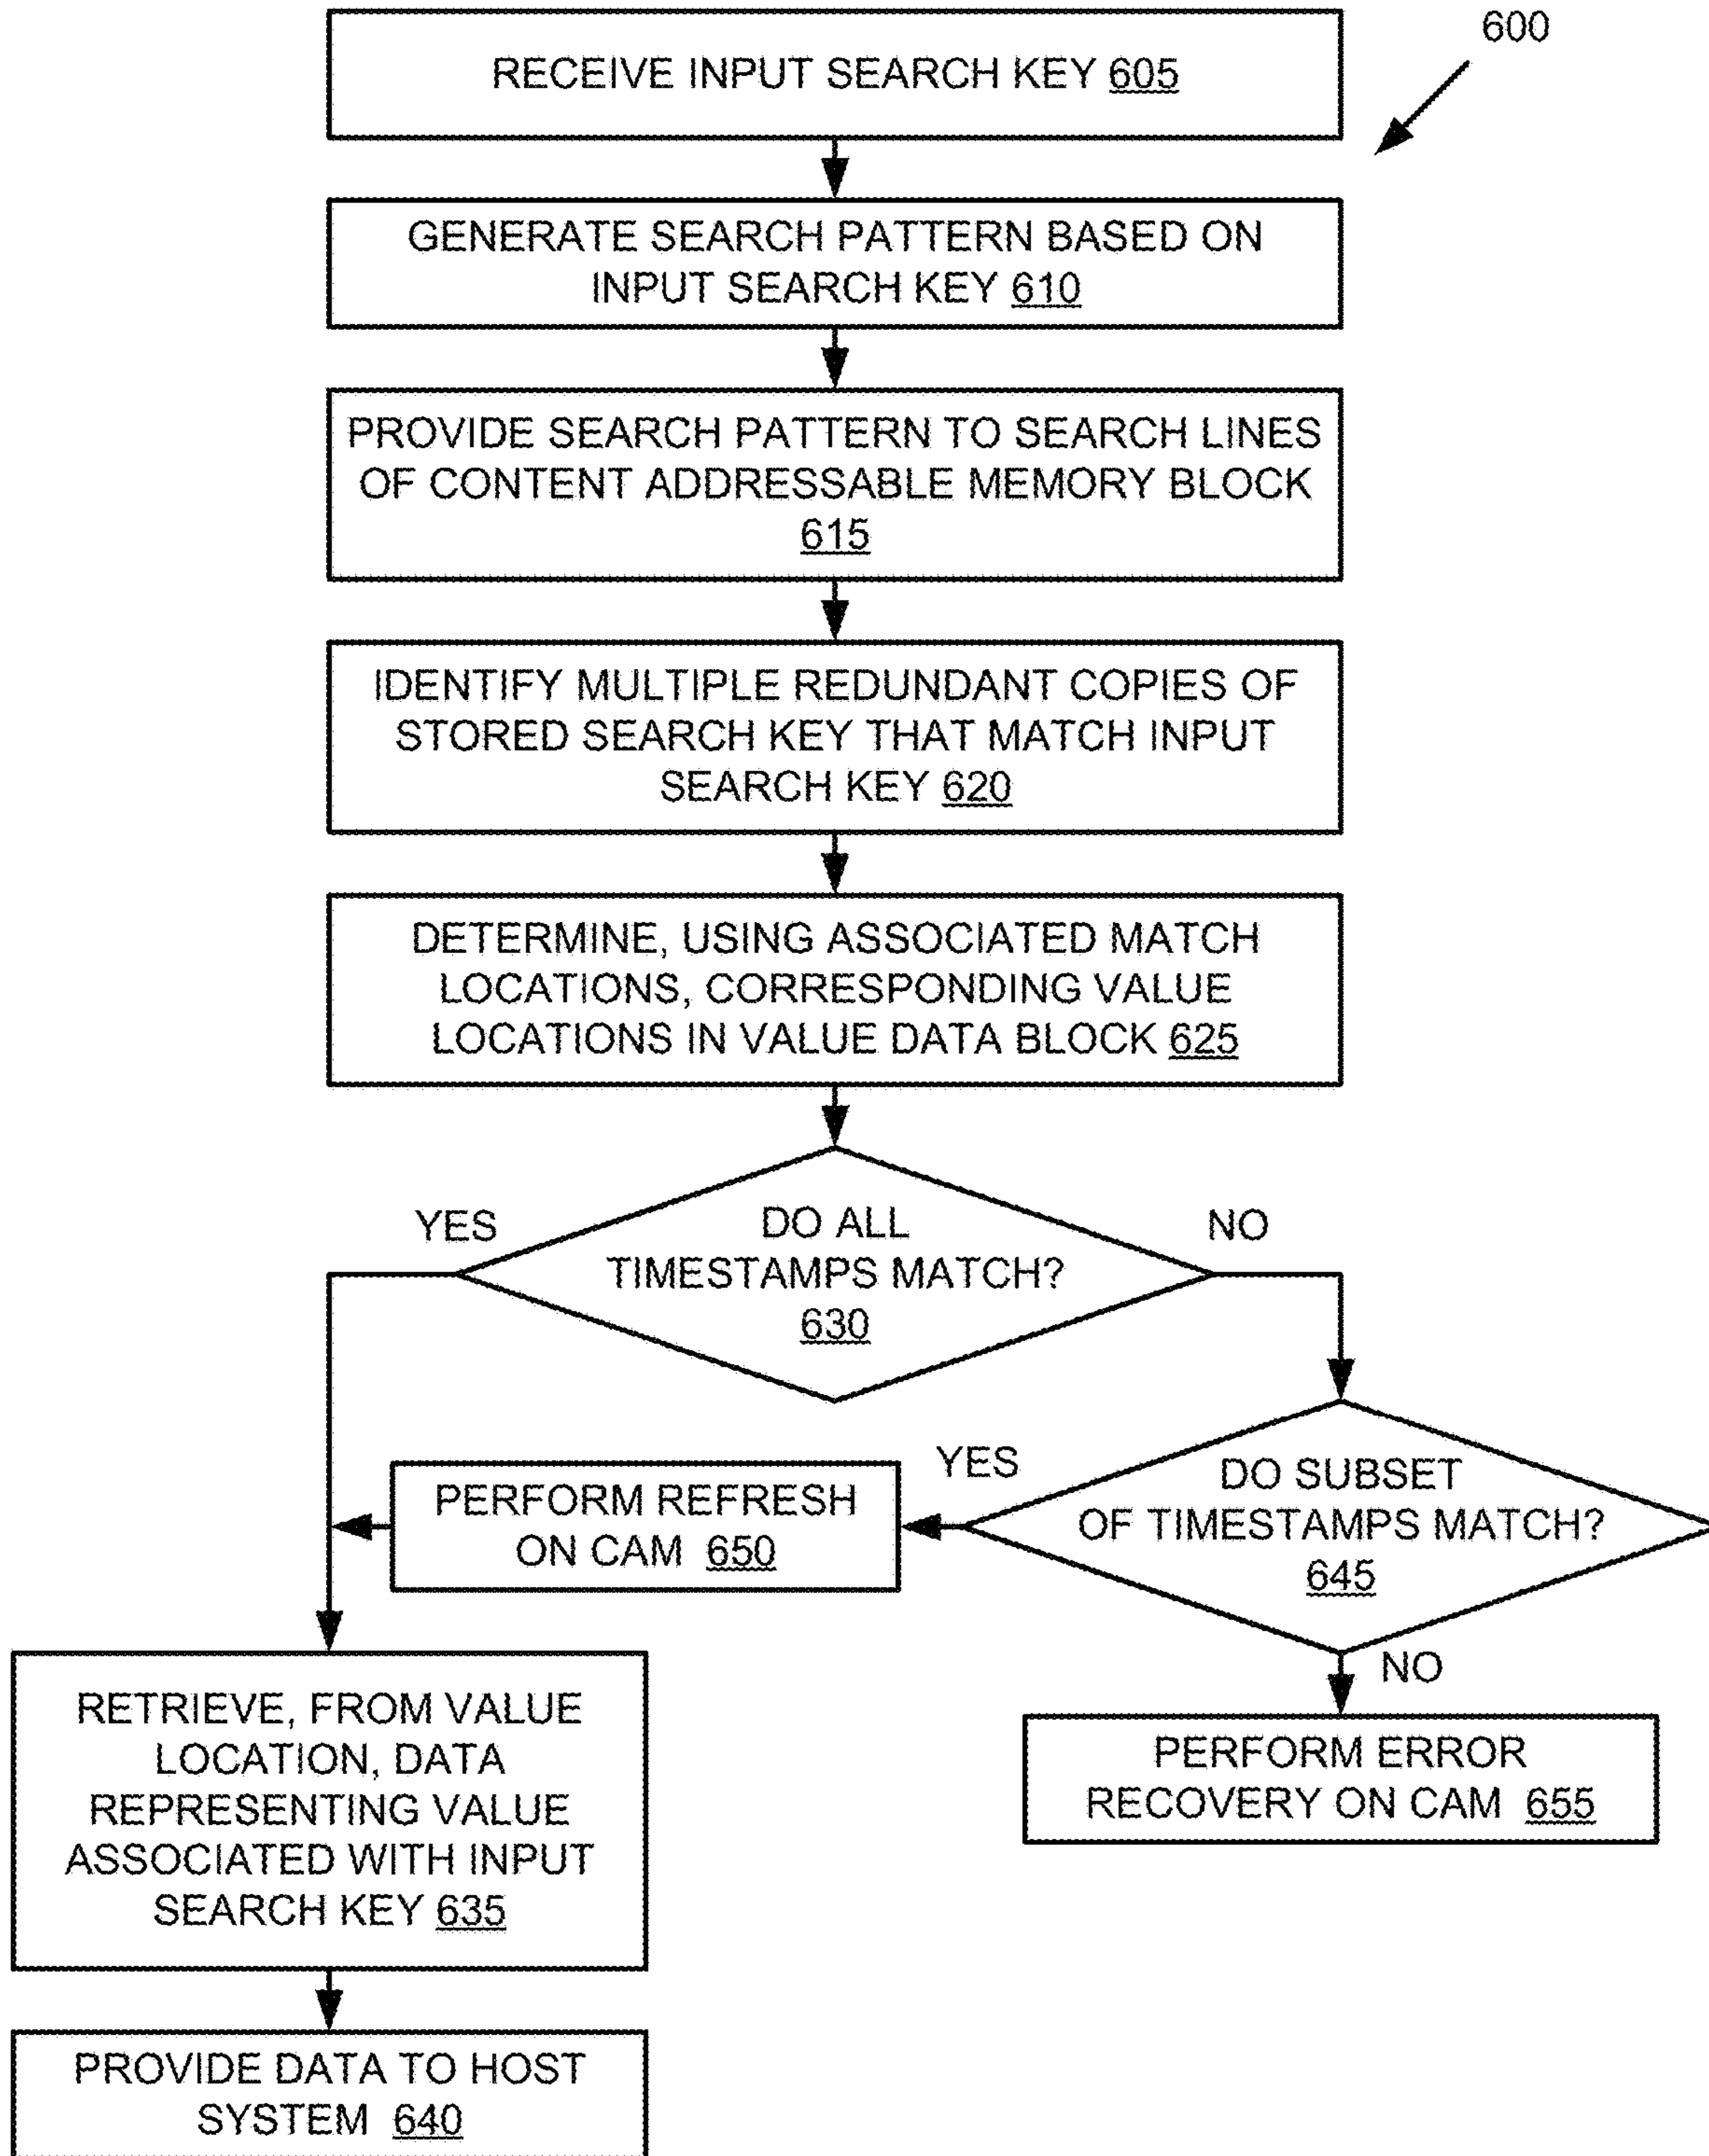 600
RECEIVE INPUT SEARCH KEY 605
GENERATE SEARCH PATTERN BASED ON
INPUT SEARCH KEY 610
PROVIDE SEARCH PATTERN TO SEARCH LINES
OF CONTENT ADDRESSABLE MEMORY BLOCK
615
IDENTIFY MULTIPLE REDUNDANT COPIES OF
STORED SEARCH KEY THAT MATCH INPUT
SEARCH KEY 620
DETERMINE, USING ASSOCIATED MATCH
LOCATIONS, CORRESPONDING VALUE
LOCATIONS IN VALUE DATA BLOCK 625
YES
DO ALL
TIMESTAMPS MATCH?
630
NO
YES
DO SUBSET
OF TIMESTAMPS MATCH?
645
PERFORM REFRESH
ON CAM 650
NO
RETRIEVE, FROM VALUE
LOCATION, DATA
REPRESENTING VALUE
ASSOCIATED WITH INPUT
SEARCH KEY 635
PERFORM ERROR
RECOVERY ON CAM 655
PROVIDE DATA TO HOST
SYSTEM 640